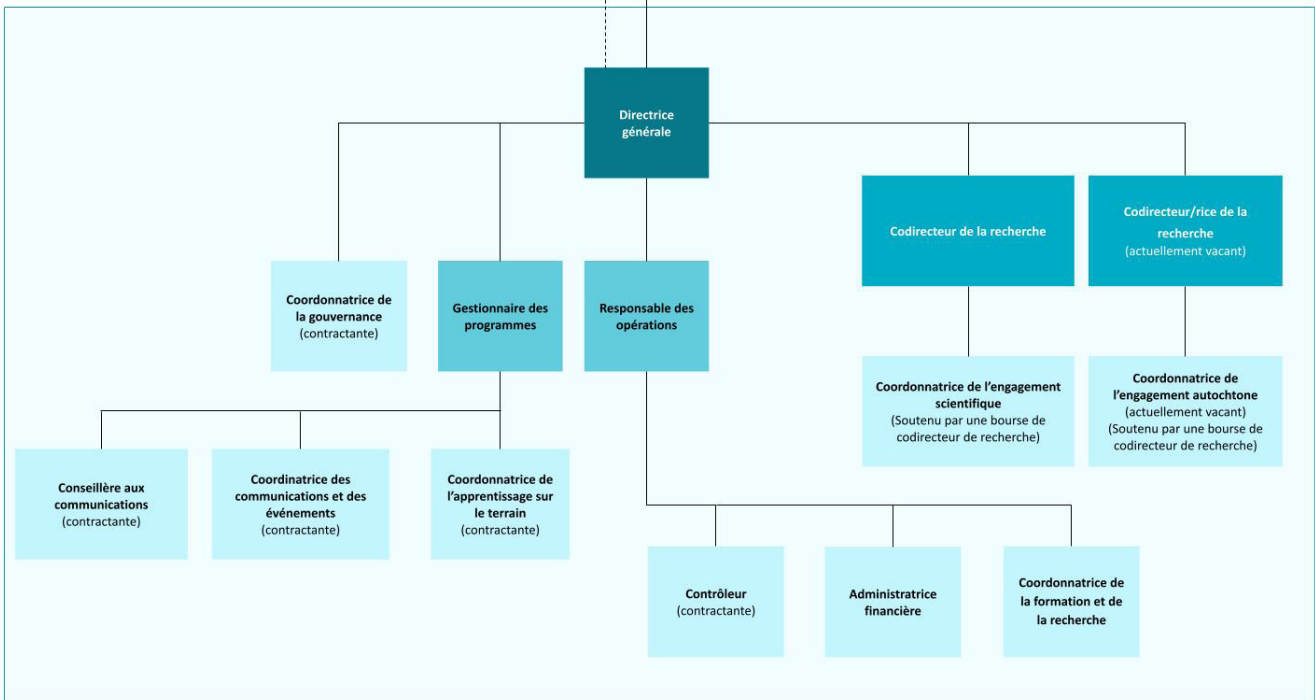 Directrice
générale
Codirecteur de la recherche
Codirecteur/rice de la
recherche
(actuellement vacant)
Coordonnatrice de
la gouvernance
(contractante)
Gestionnaire des
programmes
Responsable des
opérations
Coordonnatrice de l'engagement
scientifique
(Soutenu par une bourse de
codirecteur de recherche)
Coordonnatrice de
l'engagement autochtone
(actuellement vacant)
(Soutenu par une bourse de
codirecteur de recherche)
Conseillère aux
communications
(contractante)
Coordinatrice des
communications et des
événements
(contractante)
Coordonnatrice de
l'apprentissage sur
le terrain
(contractante)
Contrôleur
(contractante)
Administratrice
financière
Coordonnatrice de
la formation et de
la recherche